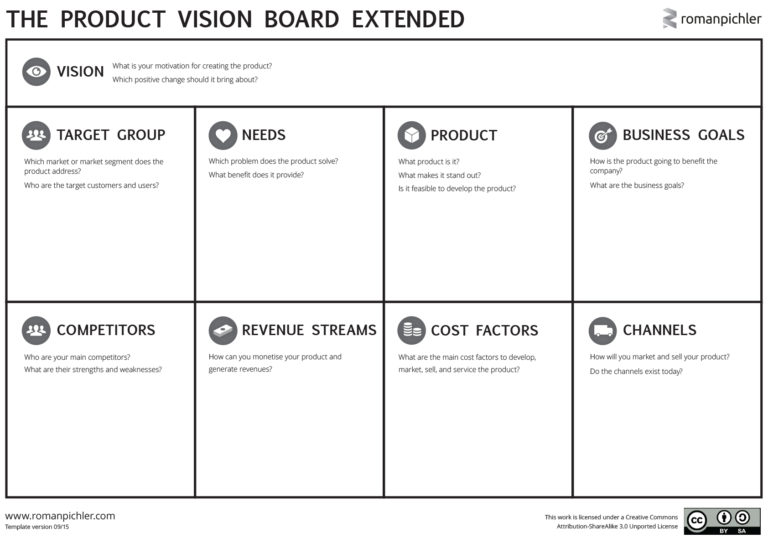 THE PRODUCT VISION BOARD EXTENDED
romanpichler
VISION
What is your motivation for creating the product?
Which positive change should it bring about?
TARGET GROUP
Which market or market segment does the
product address?
Who are the target customers and users?
NEEDS
Which problem does the product solve?
What benefit does it provide?
PRODUCT
What product is it?
What makes it stand out?
Is it feasible to develop the product?
BUSINESS GOALS
How is the product going to benefit the
company?
What are the business goals?
COMPETITORS
Who are your main competitors?
What are their strengths and weaknesses?
REVENUE STREAMS
How can you monetise your product and
generate revenues?
COST FACTORS
What are the main cost factors to develop,
market, sell, and service the product?
CHANNELS
How will you market and sell your product?
Do the channels exist today?
www.romanpichler.com
Template version 09/15
This work is licensed under a Creative Commons
Attribution-ShareAlike 3.0 Unported License
cc
BY SA